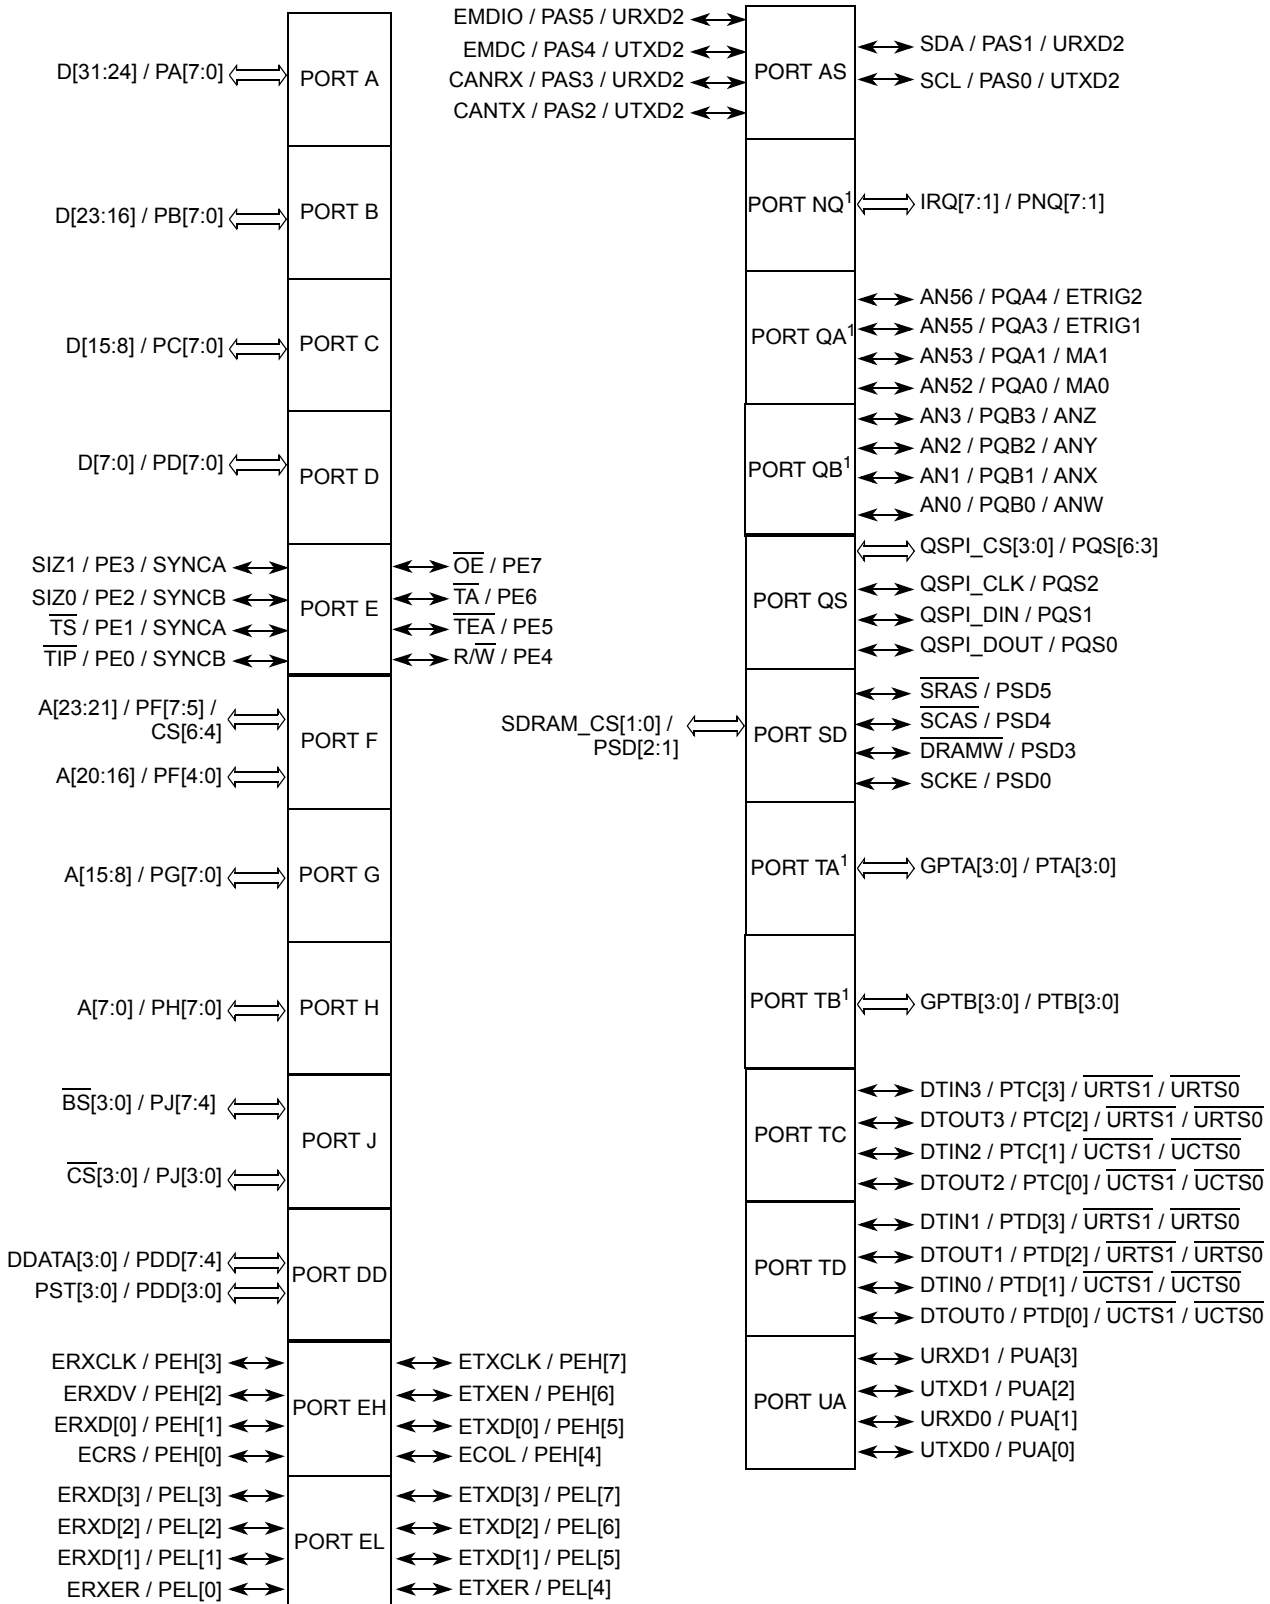 D[31:24] / PA[7:0]
PORT A
D[23:16] / PB[7:0]
PORT B
D[15:8] / PC[7:0]
PORT C
D[7:0] / PD[7:0]
PORT D
SIZ1 / PE3 / SYNCA
SIZ0 / PE2 / SYNCB
TS / PE1 / SYNCA
TIP / PE0 / SYNCB
PORT E
OE / PE7
TA / PE6
TEA / PE5
R/W / PE4
A[23:21] / PF[7:5] /
CS[6:4]
A[20:16] / PF[4:0]
PORT F
A[15:8] / PG[7:0]
PORT G
A[7:0] / PH[7:0]
PORT H
BS[3:0] / PJ[7:4]
CS[3:0] / PJ[3:0]
PORT J
DDATA[3:0] / PDD[7:4]
PST[3:0] / PDD[3:0]
PORT DD
ERXCLK / PEH[3]
ERXDV / PEH[2]
ERXD[0] / PEH[1]
ECRS / PEH[0]
PORT EH
ETXCLK / PEH[7]
ETXEN / PEH[6]
ETXD[0] / PEH[5]
ECOL / PEH[4]
ERXD[3] / PEL[3]
ERXD[2] / PEL[2]
ERXD[1] / PEL[1]
ERXER / PEL[0]
PORT EL
ETXD[3] / PEL[7]
ETXD[2] / PEL[6]
ETXD[1] / PEL[5]
ETXER / PEL[4]
EMDIO / PAS5 / URXD2
EMDC / PAS4 / UTXD2
CANRX / PAS3 / URXD2
CANTX / PAS2 / UTXD2
PORT AS
SDA / PAS1 / URXD2
SCL / PAS0 / UTXD2
PORT NQ1
IRQ[7:1] / PNQ[7:1]
PORT QA1
AN56 / PQA4 / ETRIG2
AN55 / PQA3 / ETRIG1
AN53 / PQA1 / MA1
AN52 / PQA0 / MA0
PORT QB1
AN3 / PQB3 / ANZ
AN2 / PQB2 / ANY
AN1 / PQB1 / ANX
AN0 / PQB0 / ANW
PORT QS
QSPI_CS[3:0] / PQS[6:3]
QSPI_CLK / PQS2
QSPI_DIN / PQS1
QSPI_DOUT / PQS0
SDRAM_CS[1:0] /
PSD[2:1]
PORT SD
SRAS / PSD5
SCAS / PSD4
DRAMW / PSD3
SCKE / PSD0
PORT TA1
GPTA[3:0] / PTA[3:0]
PORT TB1
GPTB[3:0] / PTB[3:0]
PORT TC
DTIN3 / PTC[3] / URTS1 / URTS0
DTOUT3 / PTC[2] / URTS1 / URTS0
DTIN2 / PTC[1] / UCTS1 / UCTS0
DTOUT2 / PTC[0] / UCTS1 / UCTS0
PORT TD
DTIN1 / PTD[3] / URTS1 / URTS0
DTOUT1 / PTD[2] / URTS1 / URTS0
DTIN0 / PTD[1] / UCTS1 / UCTS0
DTOUT0 / PTD[0] / UCTS1 / UCTS0
PORT UA
URXD1 / PUA[3]
UTXD1 / PUA[2]
URXD0 / PUA[1]
UTXD0 / PUA[0]